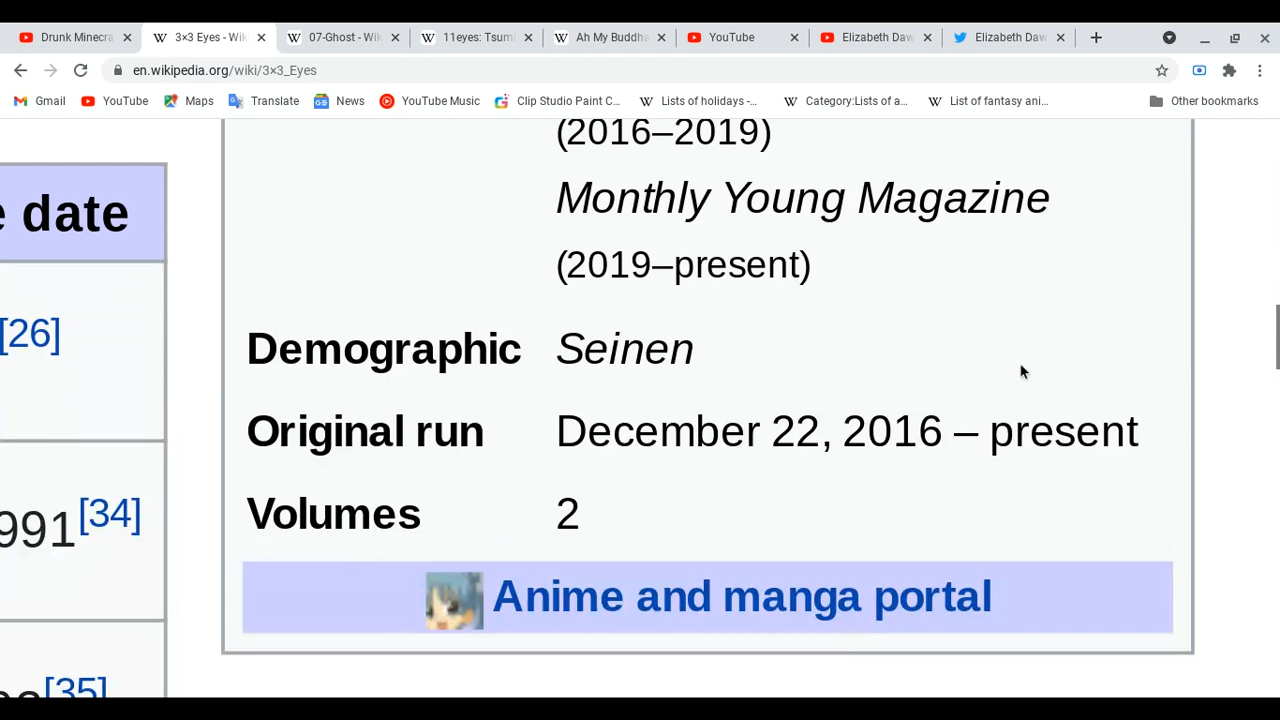 Drunk Minecra
3×3 Eyes - Wiki
07-Ghost - Wik
11eyes: Tsumi
Ah My Buddha
YouTube
Elizabeth Daw
Elizabeth Daw
en.wikipedia.org/wiki/3×3_Eyes
Gmail
YouTube
Maps
Translate
News
YouTube Music
Clip Studio Paint C...
Lists of holidays -...
Category:Lists of a...
List of fantasy ani...
Other bookmarks
(2016–2019)
Monthly Young Magazine
(2019–present)
e date
[26]
991[34]
[35]
Demographic Seinen
Original run December 22, 2016 – present
Volumes 2
Anime and manga portal